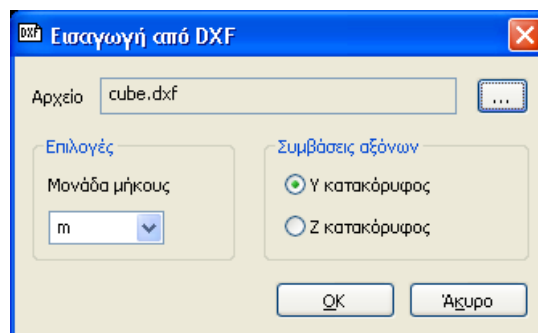 DXF Εισαγωγή από DXF
Αρχείο cube.dxf ...
Επιλογές
Μονάδα μήκους
m
Συμβάσεις αξόνων
Y κατακόρυφος
Z κατακόρυφος
OK Άκυρο